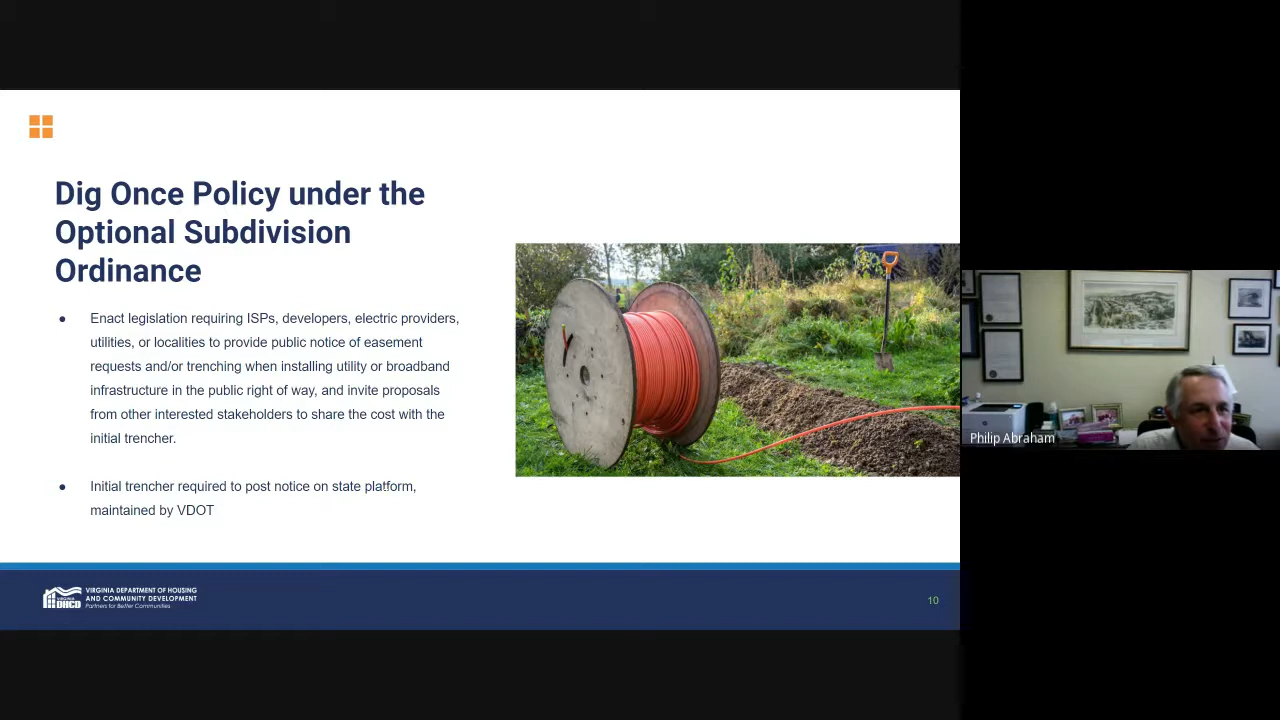 Dig Once Policy under the
Optional Subdivision
Ordinance
● Enact legislation requiring ISPs, developers, electric providers,
utilities, or localities to provide public notice of easement
requests and/or trenching when installing utility or broadband
infrastructure in the public right of way, and invite proposals
from other interested stakeholders to share the cost with the
initial trencher.
● Initial trencher required to post notice on state platform,
maintained by VDOT
VIRGINIA
DHCD
VIRGINIA DEPARTMENT OF HOUSING
AND COMMUNITY DEVELOPMENT
Partners for Better Communities
10
Philip Abraham